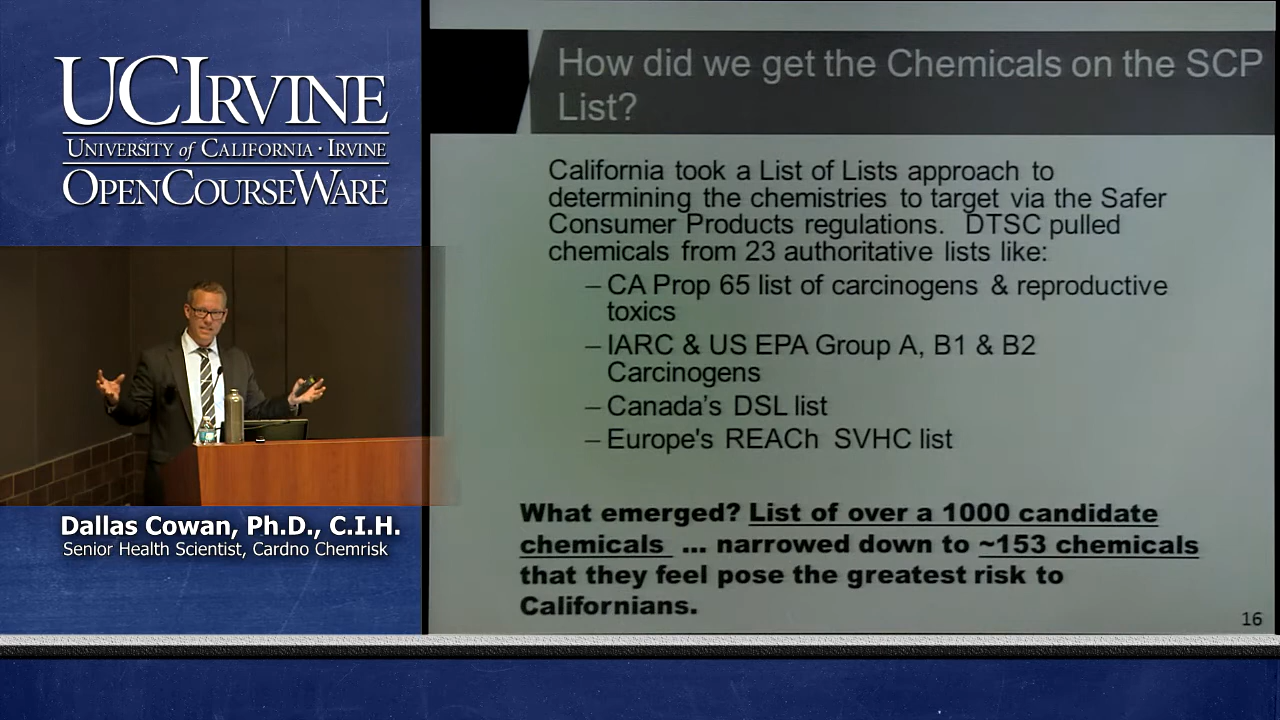 UCIRVINE
UNIVERSITY of CALIFORNIA · IRVINE
OPENCOURSEWARE
Dallas Cowan, Ph.D., C.I.H.
Senior Health Scientist, Cardno Chemrisk
How did we get the Chemicals on the SCP
List?
California took a List of Lists approach to
determining the chemistries to target via the Safer
Consumer Products regulations. DTSC pulled
chemicals from 23 authoritative lists like:
– CA Prop 65 list of carcinogens & reproductive
toxics
– IARC & US EPA Group A, B1 & B2
Carcinogens
– Canada's DSL list
– Europe's REACh SVHC list
What emerged? List of over a 1000 candidate
chemicals ... narrowed down to ~153 chemicals
that they feel pose the greatest risk to
Californians.
16